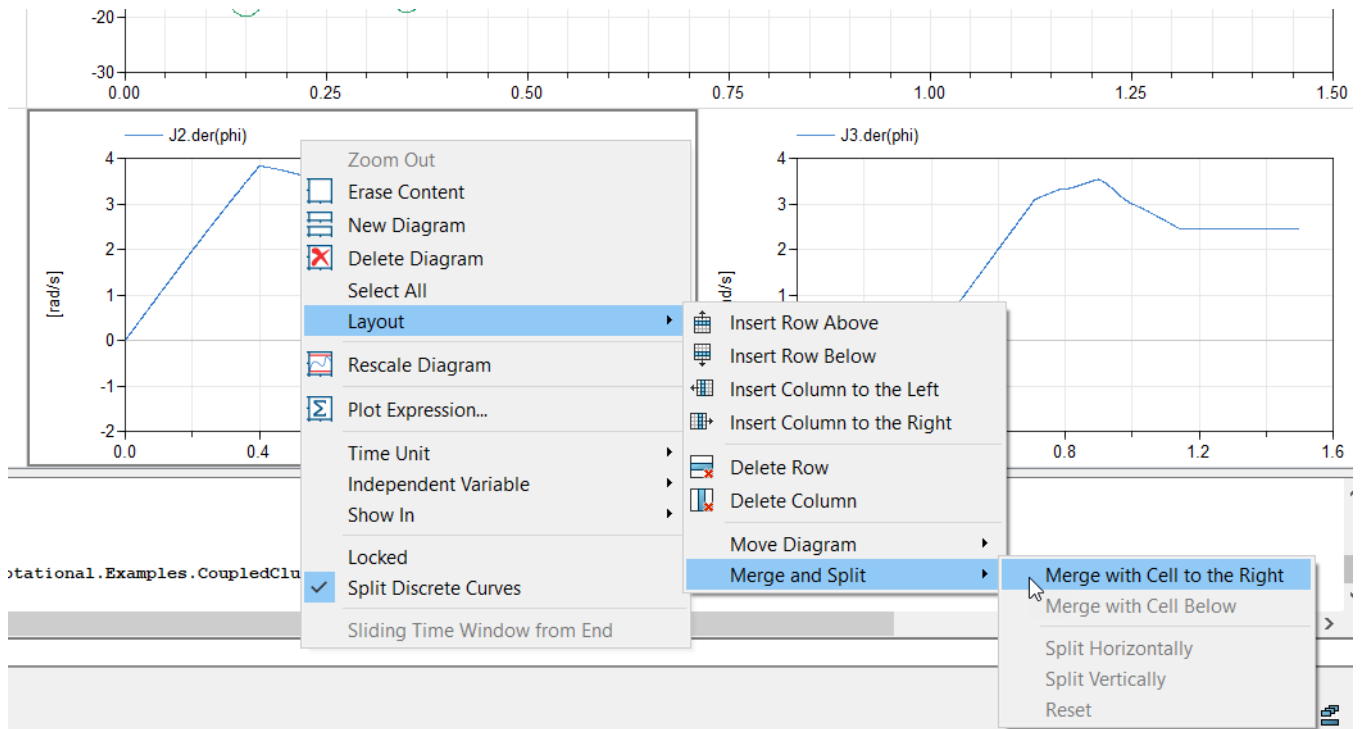 -20
-30
0.00 0.25 0.50 0.75 1.00 1.25 1.50
J2.der(phi)
4
3
2
1
0
-1
-2
[rad/s]
0.0 0.4
J3.der(phi)
4
3
2
1
0.8 1.2 1.6
Zoom Out
Erase Content
New Diagram
Delete Diagram
Select All
Layout
Rescale Diagram
Plot Expression...
Time Unit
Independent Variable
Show In
Locked
Split Discrete Curves
Sliding Time Window from End
Insert Row Above
Insert Row Below
Insert Column to the Left
Insert Column to the Right
Delete Row
Delete Column
Move Diagram
Merge and Split
Merge with Cell to the Right
Merge with Cell Below
Split Horizontally
Split Vertically
Reset
otational.Examples.CoupledClu